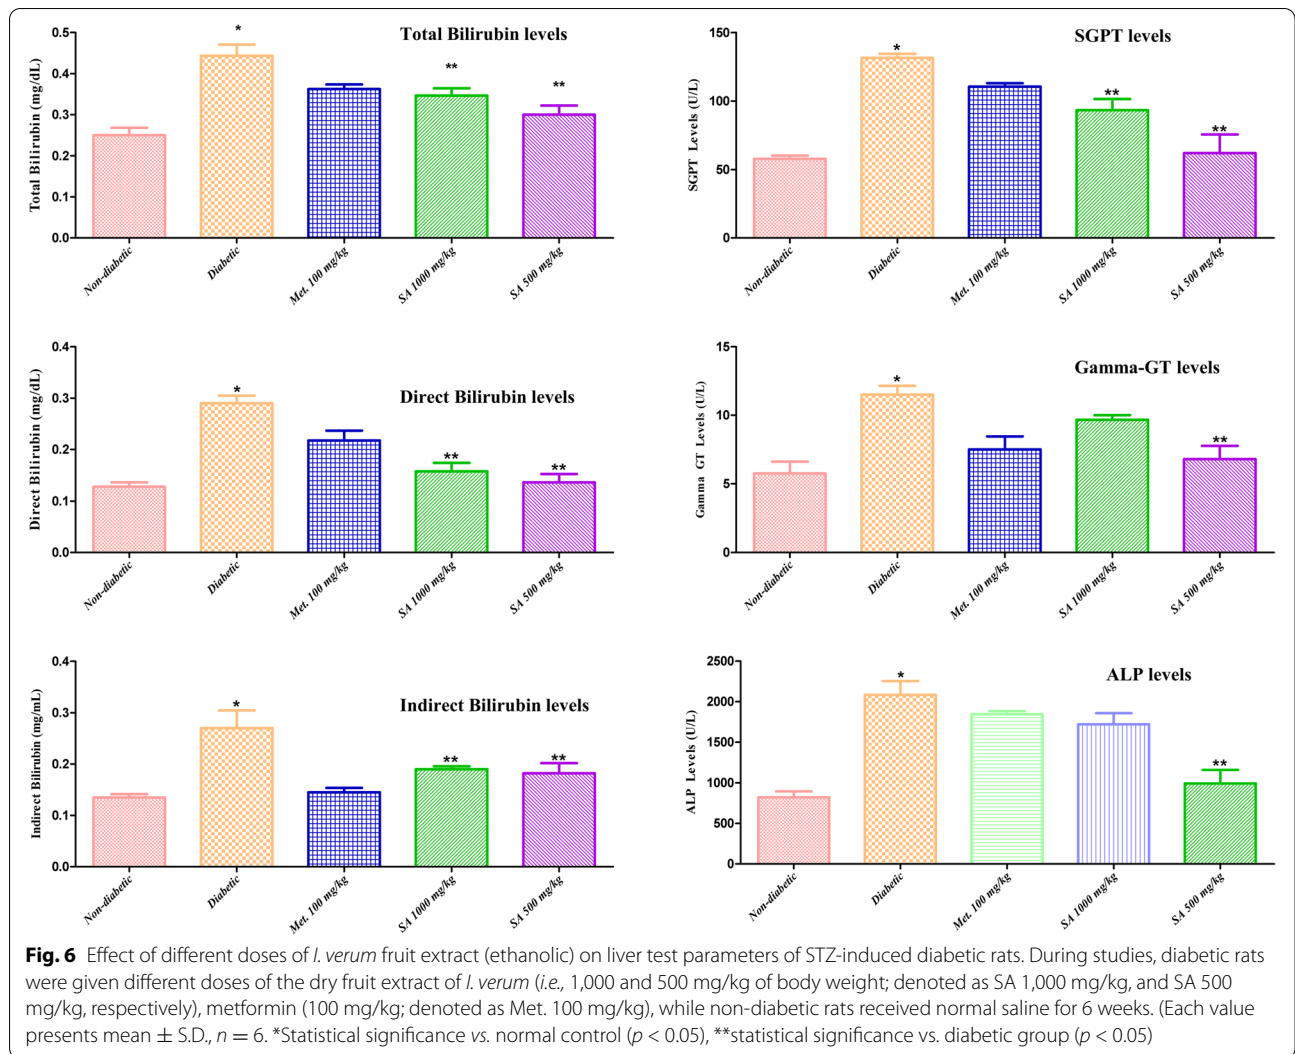 Total Bilirubin levels
Total Bilirubin (mg/dL)
0.5
0.4
0.3
0.2
0.1
0.0
*
**
**
Non-diabetic
Diabetic
Met. 100 mg/kg
SA 1000 mg/kg
SA 500 mg/kg
SGPT levels
SGPT Levels (U/L)
150
100
50
0
*
**
**
Non-diabetic
Diabetic
Met. 100 mg/kg
SA 1000 mg/kg
SA 500 mg/kg
Direct Bilirubin levels
Direct Bilirubin (mg/dL)
0.4
0.3
0.2
0.1
0.0
*
**
**
Non-diabetic
Diabetic
Met. 100 mg/kg
SA 1000 mg/kg
SA 500 mg/kg
Gamma-GT levels
Gamma GT Levels (U/L)
15
10
5
0
*
**
Non-diabetic
Diabetic
Met. 100 mg/kg
SA 1000 mg/kg
SA 500 mg/kg
Indirect Bilirubin levels
Indirect Bilirubin (mg/mL)
0.4
0.3
0.2
0.1
0.0
*
**
**
Non-diabetic
Diabetic
Met. 100 mg/kg
SA 1000 mg/kg
SA 500 mg/kg
ALP levels
ALP Levels (U/L)
2500
2000
1500
1000
500
0
*
**
Non-diabetic
Diabetic
Met. 100 mg/kg
SA 1000 mg/kg
SA 500 mg/kg
Fig. 6 Effect of different doses of I. verum fruit extract (ethanolic) on liver test parameters of STZ-induced diabetic rats. During studies, diabetic rats
were given different doses of the dry fruit extract of I. verum (i.e., 1,000 and 500 mg/kg of body weight; denoted as SA 1,000 mg/kg, and SA 500
mg/kg, respectively), metformin (100 mg/kg; denoted as Met. 100 mg/kg), while non-diabetic rats received normal saline for 6 weeks. (Each value
presents mean ± S.D., n = 6. *Statistical significance vs. normal control (p < 0.05), **statistical significance vs. diabetic group (p < 0.05)